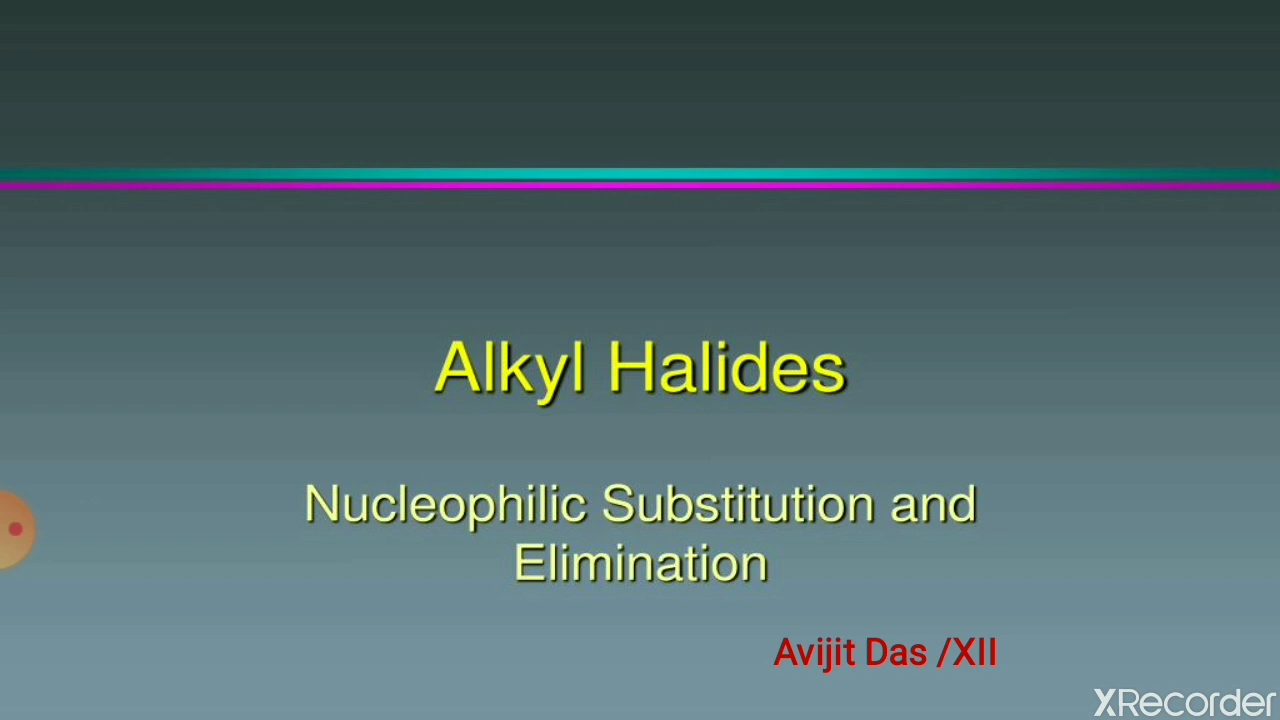 Alkyl Halides
Nucleophilic Substitution and
Elimination
Avijit Das /XII
XRecorder